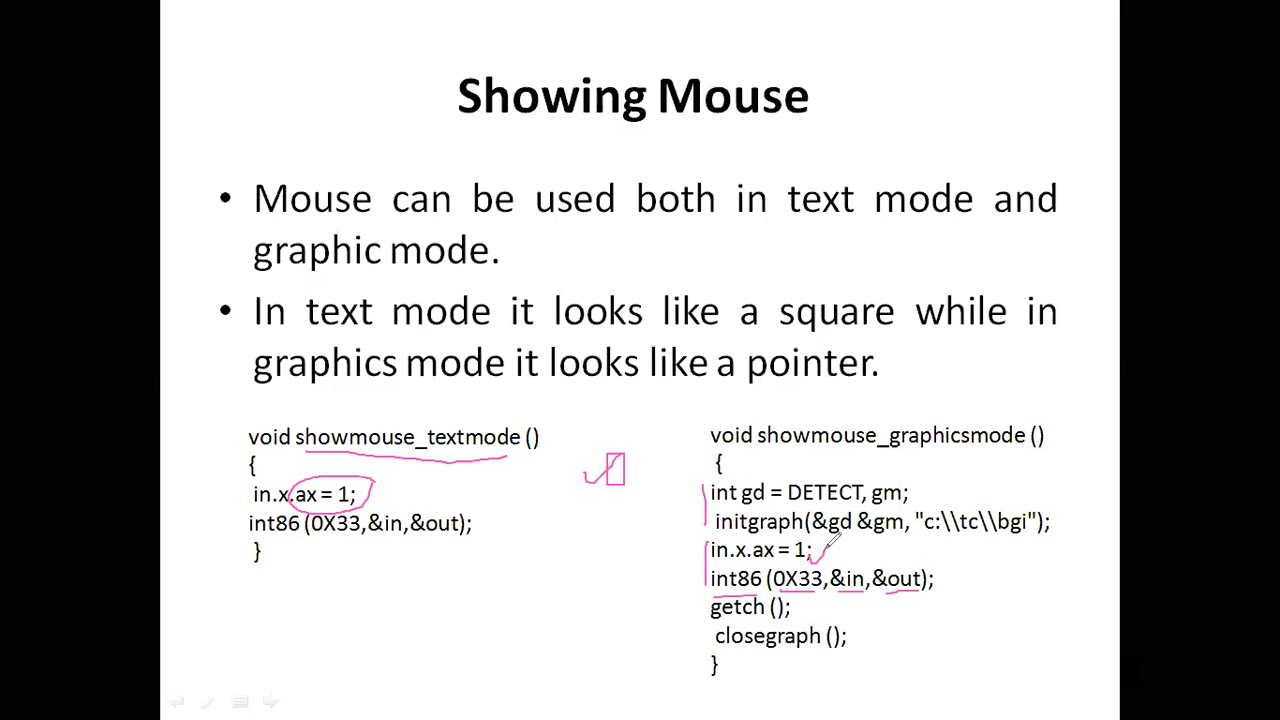 Showing Mouse
• Mouse can be used both in text mode and
graphic mode.
• In text mode it looks like a square while in
graphics mode it looks like a pointer.
void showmouse_textmode ()
{
in.x.ax = 1;
int86 (0X33,&in,&out);
}
void showmouse_graphicsmode ()
{
int gd = DETECT, gm;
initgraph(&gd &gm, "c:\\tc\\bgi");
in.x.ax = 1;
int86 (0X33,&in,&out);
getch ();
closegraph ();
}